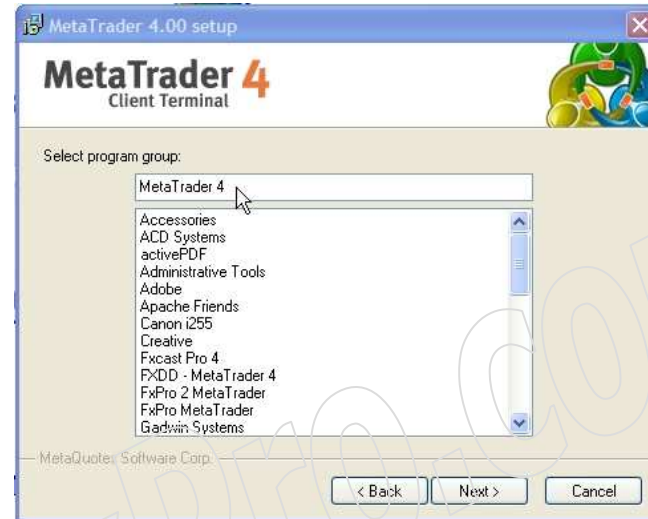 MetaTrader 4.00 setup
MetaTrader 4
Client Terminal
Select program group:
MetaTrader 4
Accessories
ACD Systems
activePDF
Administrative Tools
Adobe
Apache Friends
Canon i255
Creative
Fxcast Pro 4
FXDD - MetaTrader 4
FxPro 2 MetaTrader
FxPro MetaTrader
Gadwin Systems
MetaQuotes Software Corp.
< Back
Next >
Cancel